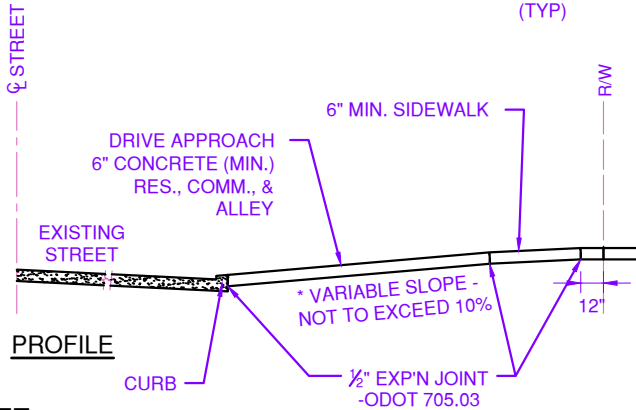 (TYP)
℄ STREET
R/W
6" MIN. SIDEWALK
DRIVE APPROACH
6" CONCRETE (MIN.)
RES., COMM., &
ALLEY
EXISTING
STREET
* VARIABLE SLOPE -
NOT TO EXCEED 10%
12"
PROFILE
CURB
½" EXP'N JOINT
-ODOT 705.03